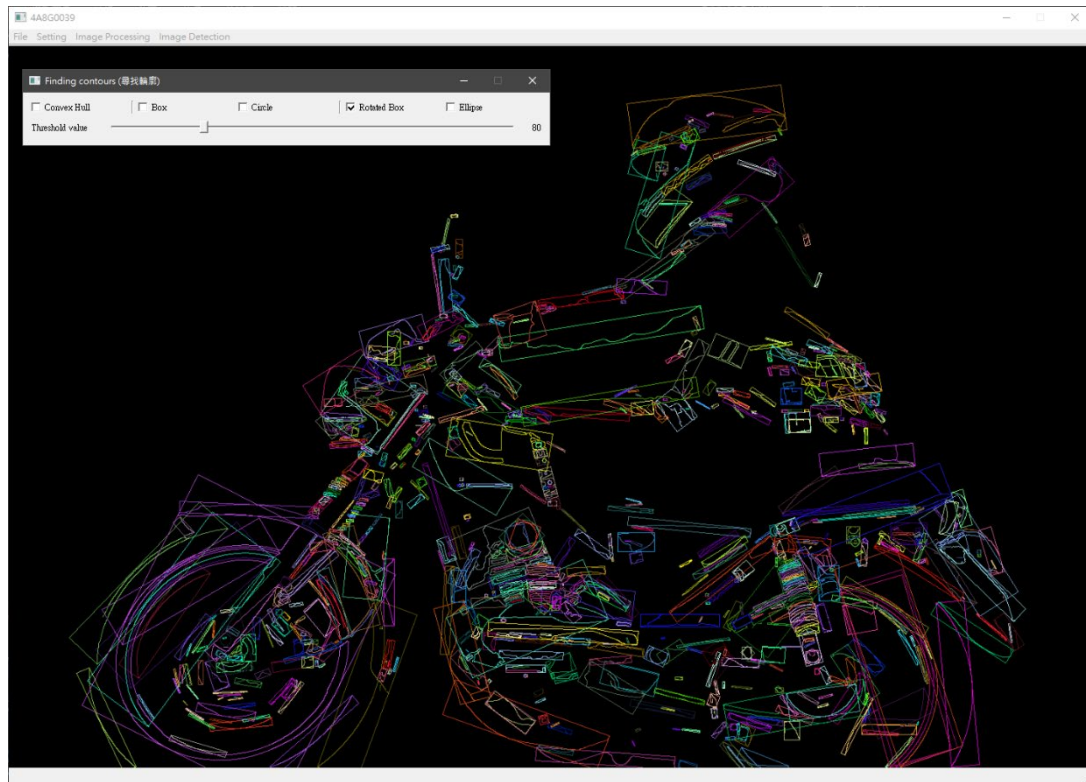 4A8G0039
File Setting Image Processing Image Detection
Finding contours (尋找輪廓)
Convex Hull Box Circle Rotated Box Ellipse
Threshold value 80